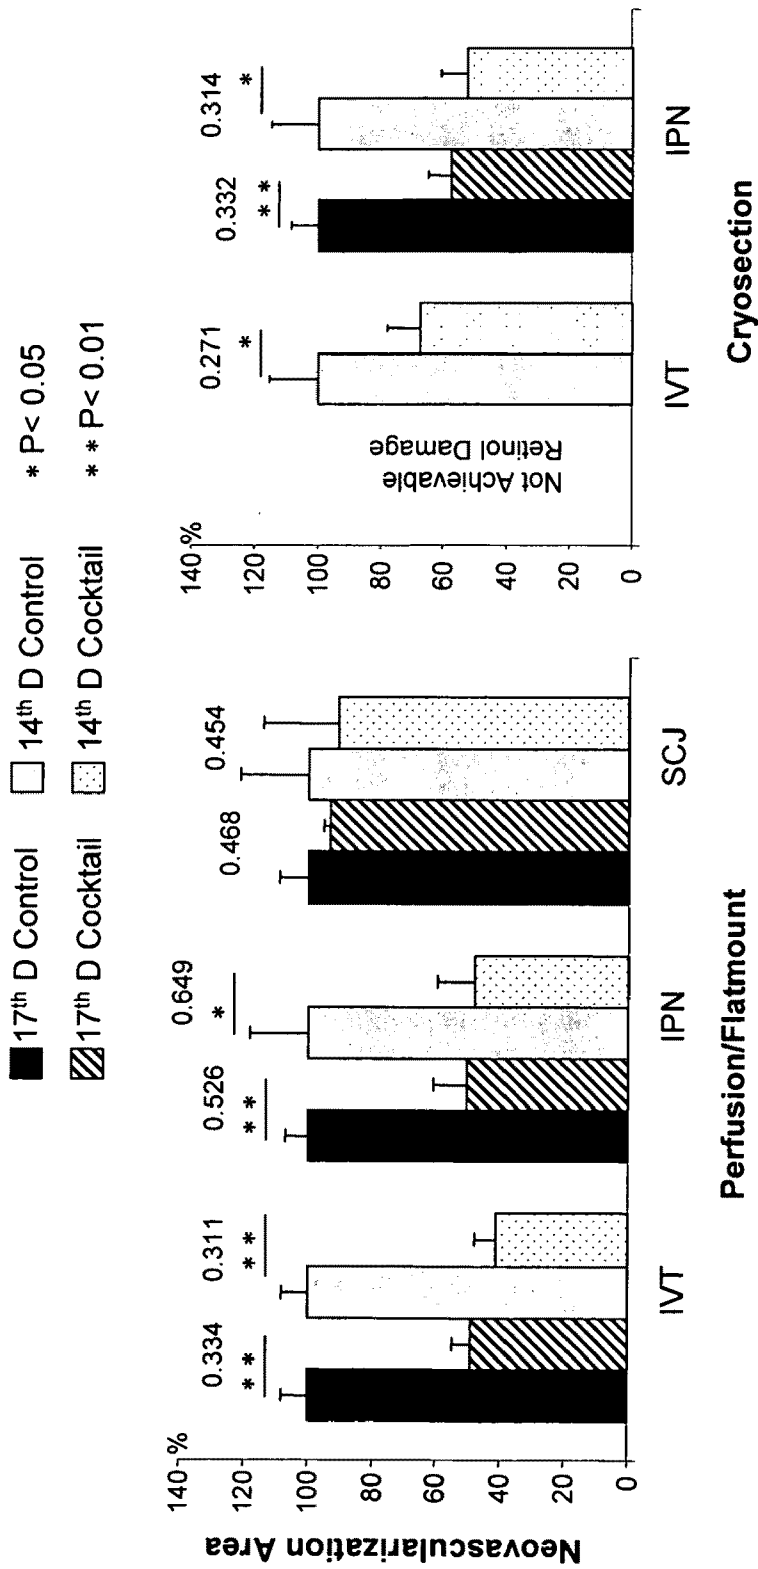 17th D Control
14th D Control
* P< 0.05
17th D Cocktail
14th D Cocktail
* * P< 0.01
Neovascularization Area
140
%
120
100
80
60
40
20
0
0.334
* *
0.311
* *
0.526
* *
0.649
*
0.468
0.454
IVT
IPN
SCJ
Perfusion/Flatmount
140
%
120
100
80
60
40
20
0
Not Achievable
Retinol Damage
0.271
*
0.332
* *
0.314
*
IVT
IPN
Cryosection